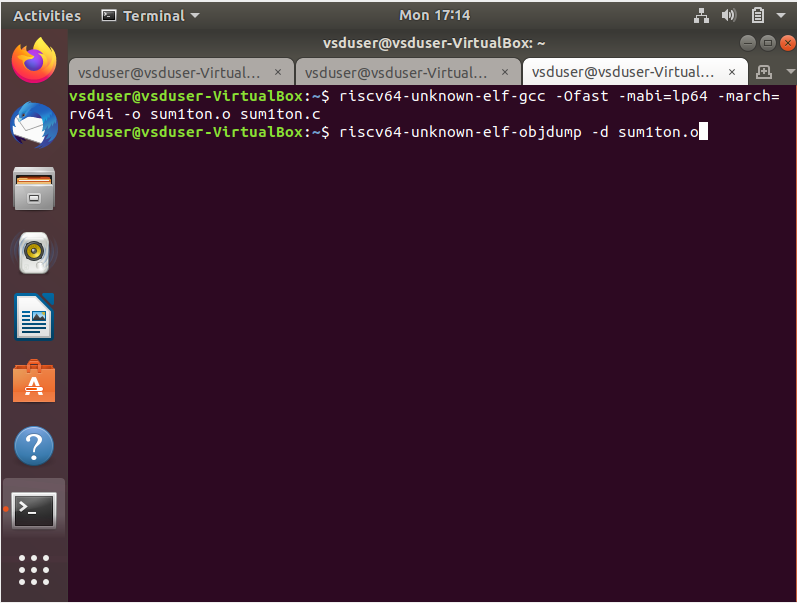 Activities Terminal Mon 17:14
vsduser@vsduser-VirtualBox: ~
vsduser@vsduser-Virtual... × vsduser@vsduser-Virtual... × vsduser@vsduser-Virtual... ×
vsduser@vsduser-VirtualBox:~$ riscv64-unknown-elf-gcc -Ofast -mabi=lp64 -march=
rv64i -o sum1ton.o sum1ton.c
vsduser@vsduser-VirtualBox:~$ riscv64-unknown-elf-objdump -d sum1ton.o